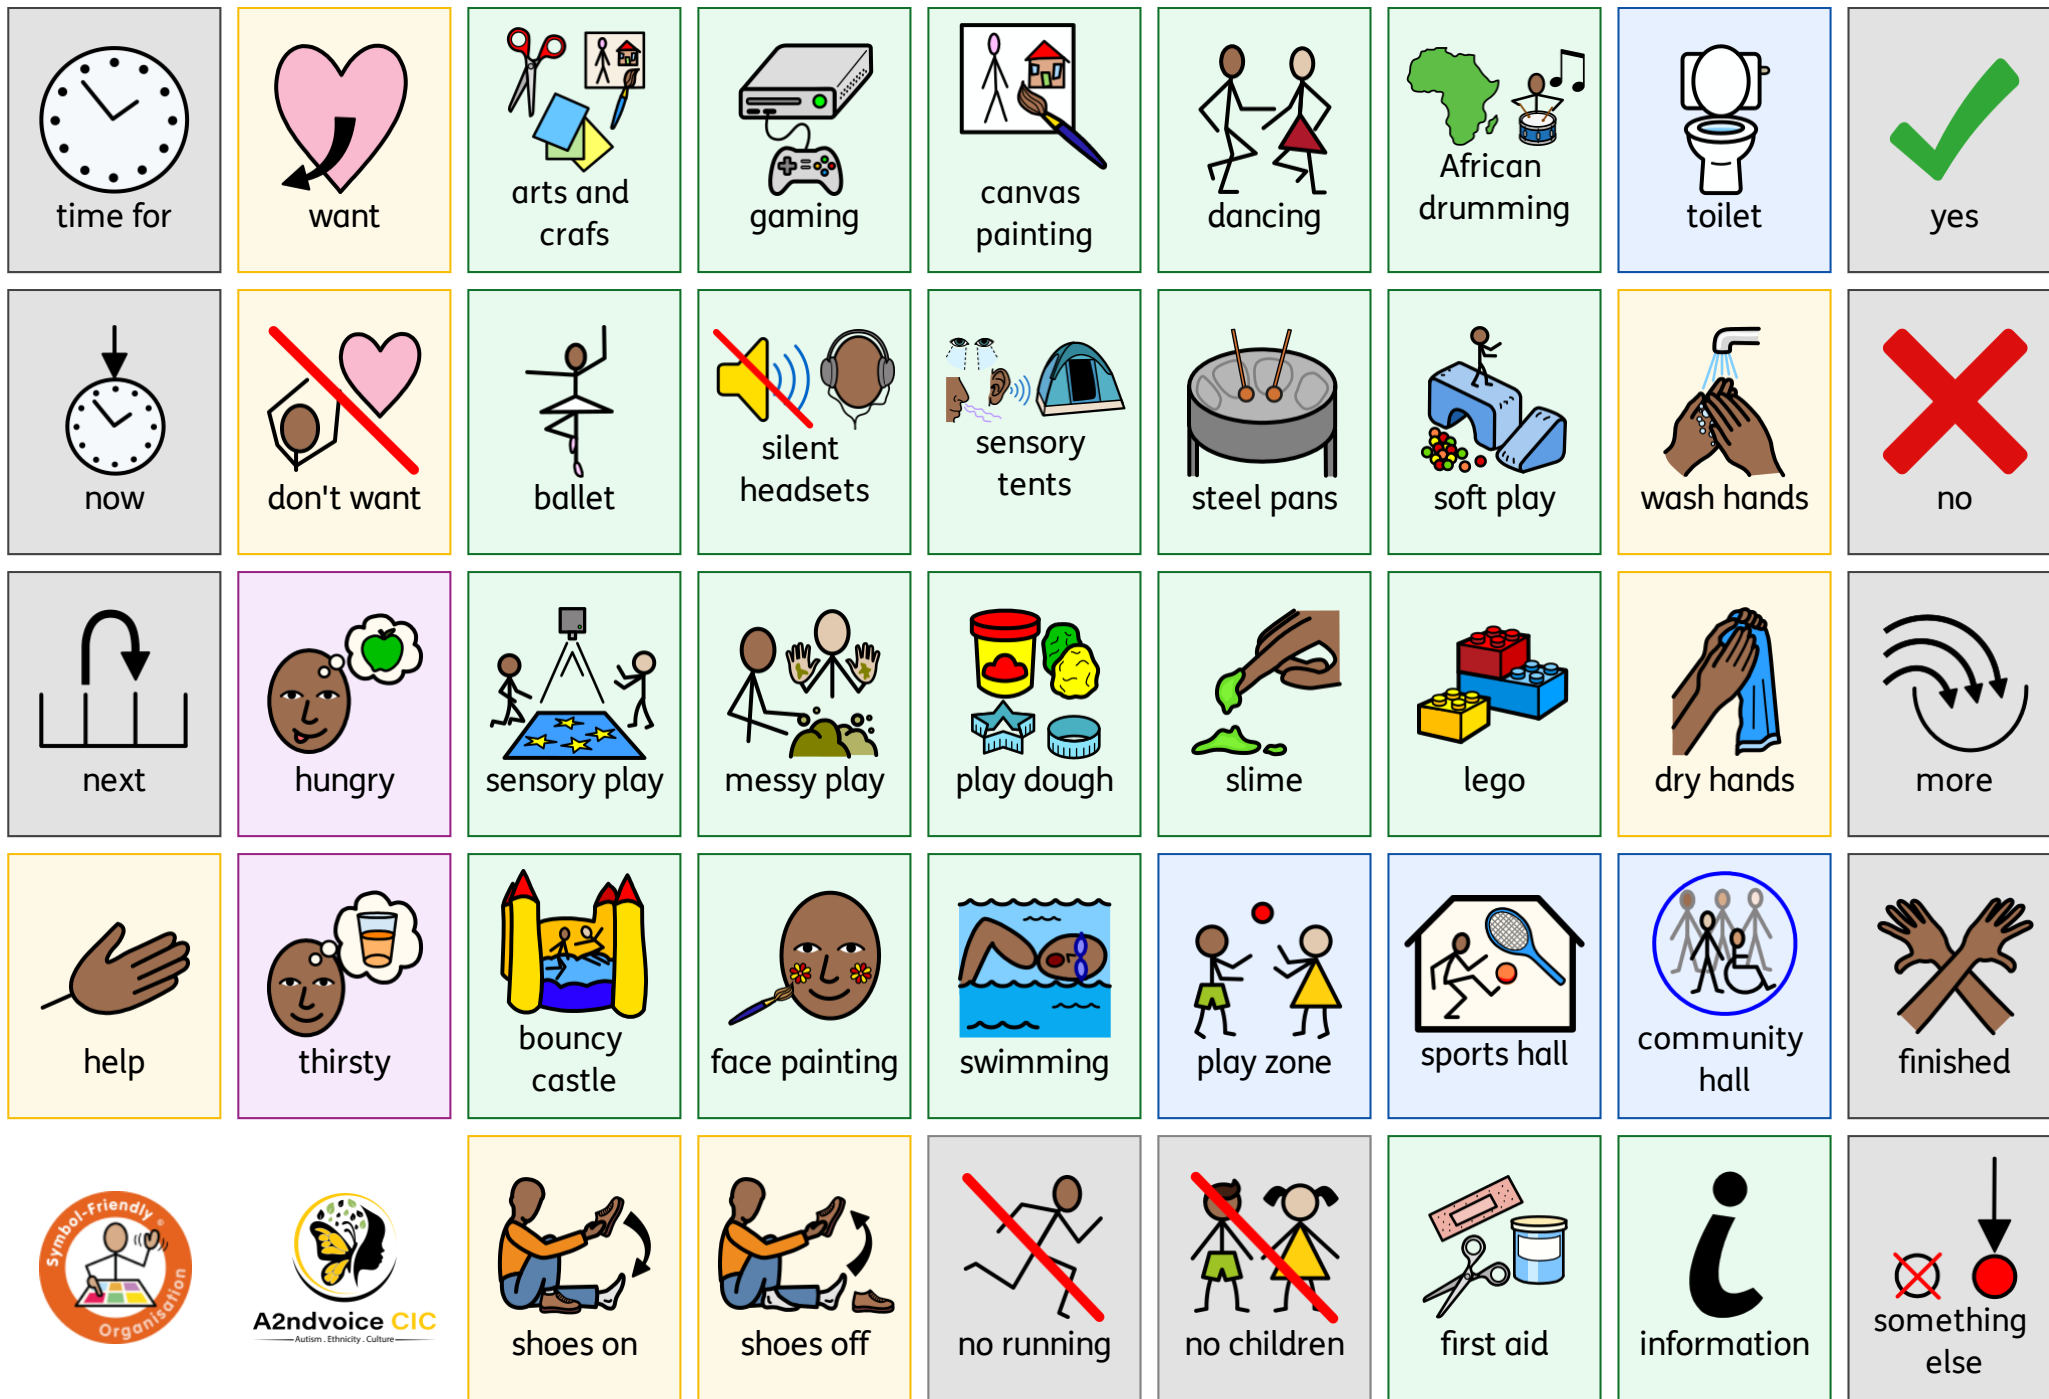 time for
want
arts and
crafs
gaming
canvas
painting
dancing
African
drumming
toilet
yes
now
don't want
ballet
silent
headsets
sensory
tents
steel pans
soft play
wash hands
no
next
hungry
sensory play
messy play
play dough
slime
lego
dry hands
more
help
thirsty
bouncy
castle
face painting
swimming
play zone
sports hall
community
hall
finished
Symbol-Friendly ®
Organisation
A2ndvoice CIC
Autism . Ethnicity . Culture
shoes on
shoes off
no running
no children
first aid
information
something
else